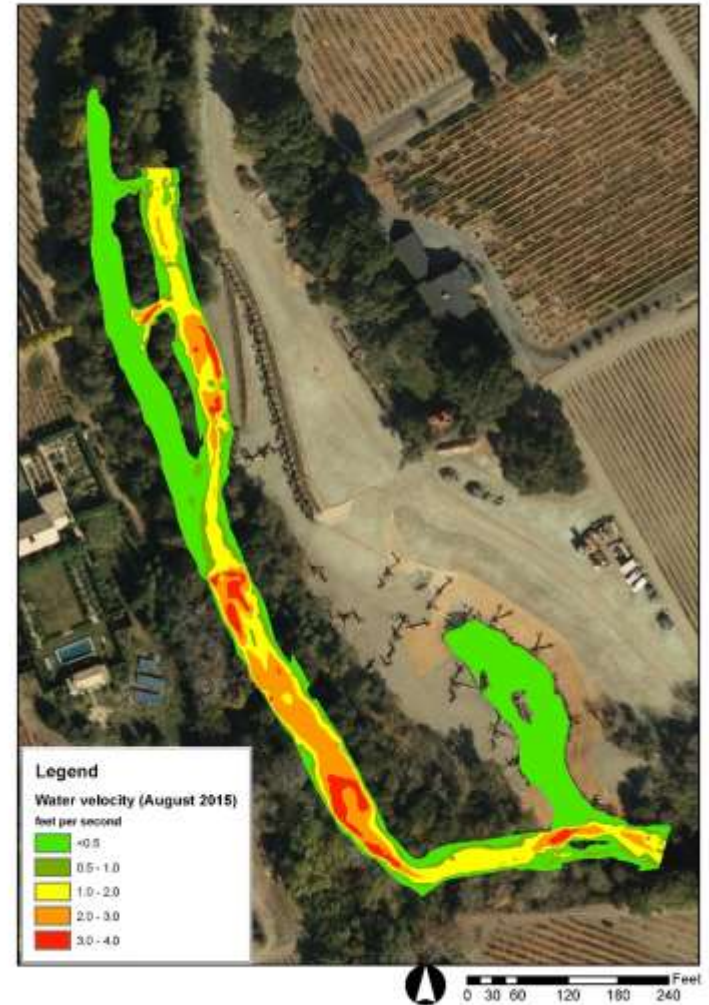 Legend
Water velocity (August 2015)
feet per second
<0.5
0.5 - 1.0
1.0 - 2.0
2.0 - 3.0
3.0 - 4.0
Feet
0 30 60 120 180 240